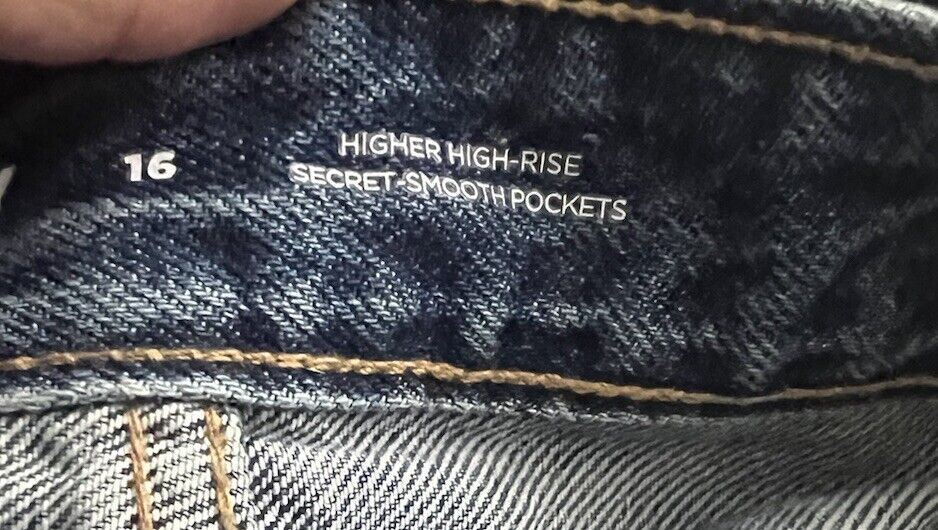 16
HIGHER HIGH-RISE
SECRET-SMOOTH POCKETS